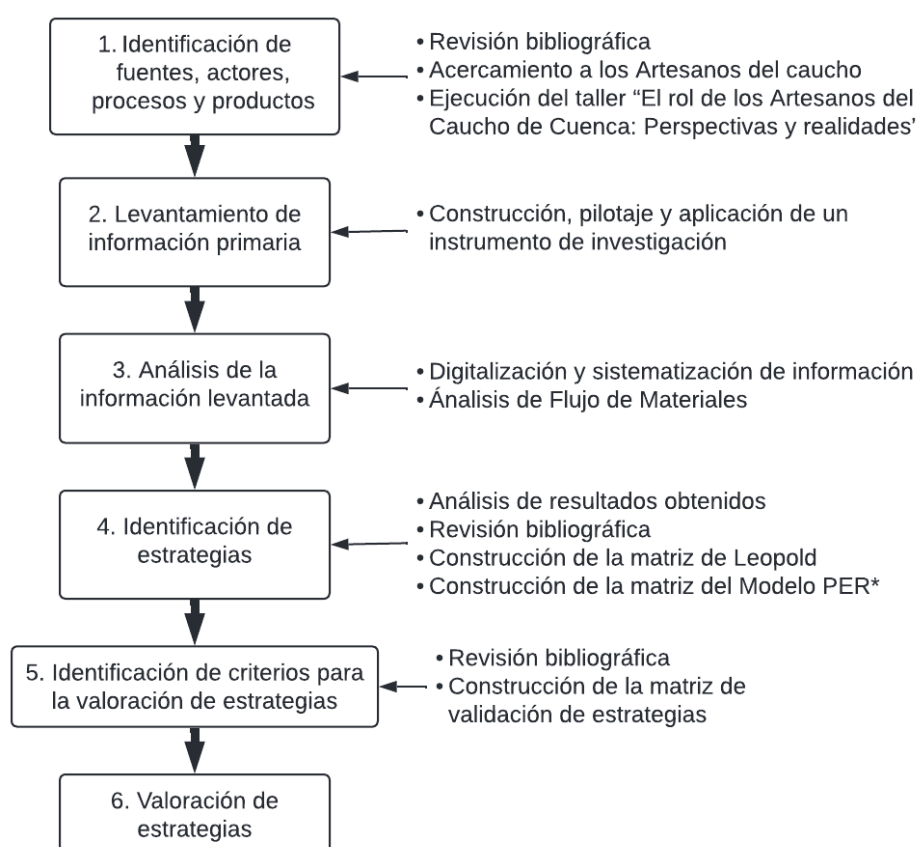 1. Identificación de
fuentes, actores,
procesos y productos
• Revisión bibliográfica
• Acercamiento a los Artesanos del caucho
• Ejecución del taller “El rol de los Artesanos del
Caucho de Cuenca: Perspectivas y realidades’
2. Levantamiento de
información primaria
• Construcción, pilotaje y aplicación de un
instrumento de investigación
3. Análisis de la
información levantada
• Digitalización y sistematización de información
• Ánalisis de Flujo de Materiales
4. Identificación de
estrategias
• Análisis de resultados obtenidos
• Revisión bibliográfica
• Construcción de la matriz de Leopold
• Construcción de la matriz del Modelo PER*
5. Identificación de criterios para
la valoración de estrategias
• Revisión bibliográfica
• Construcción de la matriz de
validación de estrategias
6. Valoración de
estrategias